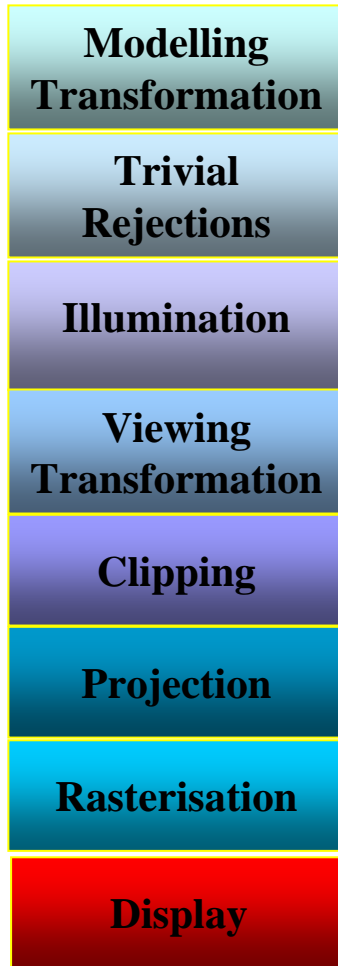 Modelling
Transformation
Trivial
Rejections
Illumination
Viewing
Transformation
Clipping
Projection
Rasterisation
Display